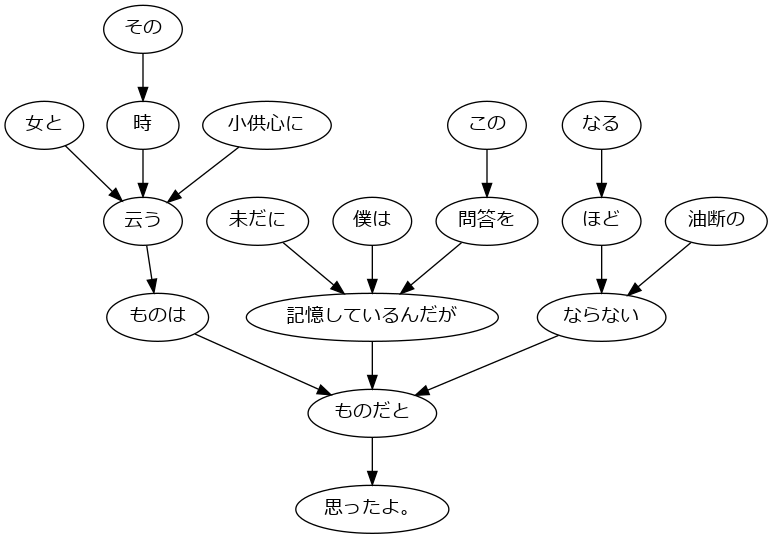 その
女と 時 小供心に この なる
云う 未だに 僕は 問答を ほど 油断の
ものは 記憶しているんだが ならない
ものだと
思ったよ。